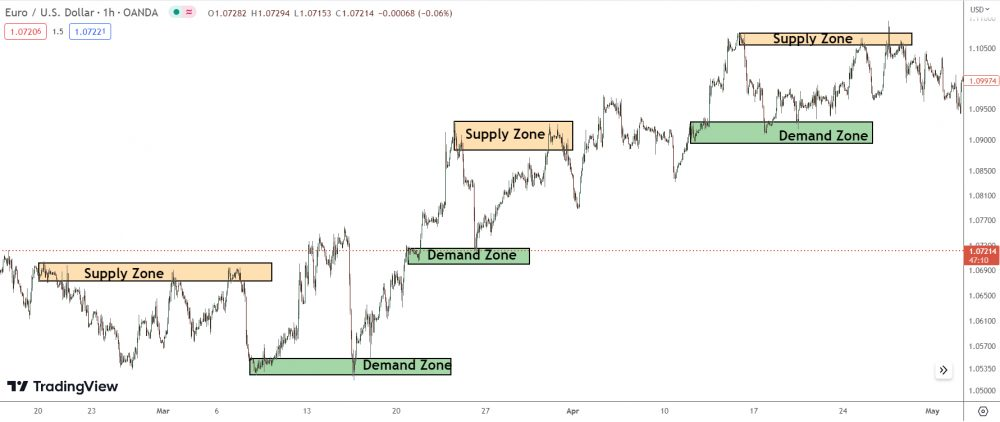 Euro / U.S. Dollar · 1h · OANDA O1.07282 H1.07294 L1.07153 C1.07214 -0.00068 (-0.06%)
USD
1.07206 1.5 1.07221
1.11000
Supply Zone
1.10500
1.09974
1.09500
Supply Zone
Demand Zone
1.09000
1.08500
1.07700
Demand Zone
1.07214
47:10
Supply Zone
1.06900
1.06500
1.06100
1.05700
Demand Zone
1.05350
TradingView
1.05000
20 23 Mar 6 13 20 27 Apr 10 17 24 May